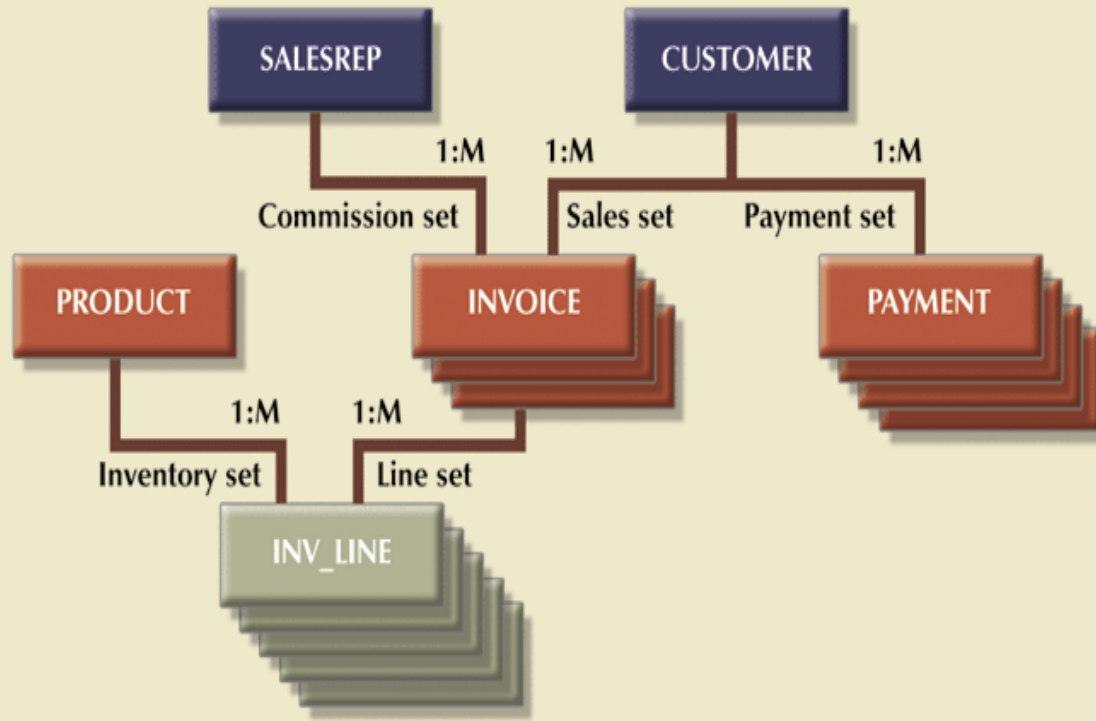 SALESREP
CUSTOMER
1:M
1:M
1:M
Commission set
Sales set
Payment set
PRODUCT
INVOICE
PAYMENT
1:M
1:M
Inventory set
Line set
INV_LINE